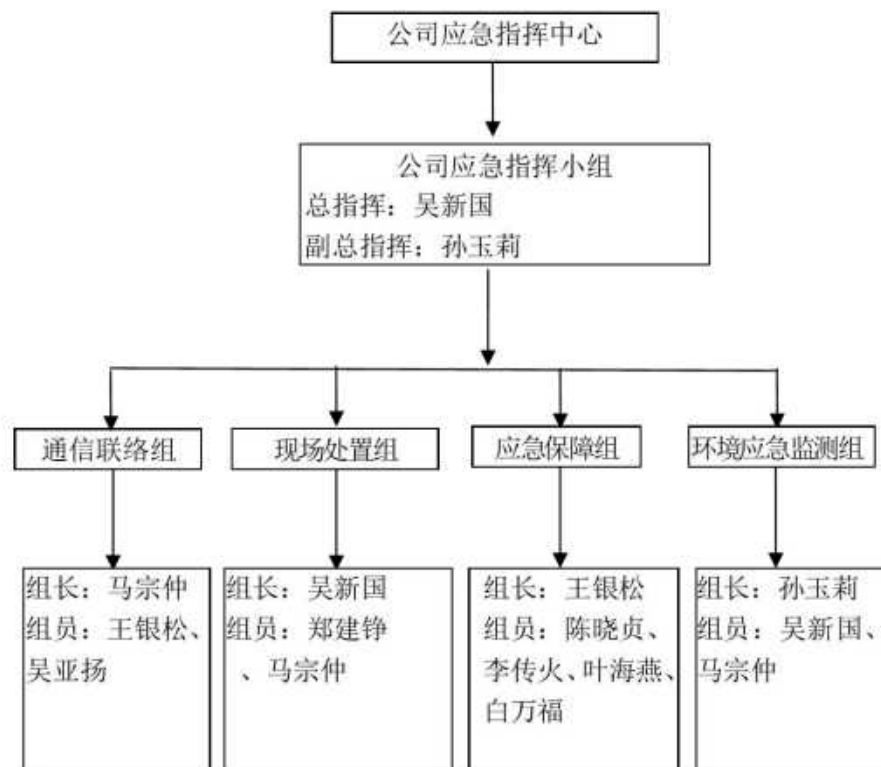 公司应急指挥中心
公司应急指挥小组
总指挥：吴新国
副总指挥：孙玉莉
通信联络组
现场处置组
应急保障组
环境应急监测组
组长：马宗仲
组员：王银松、
吴亚扬
组长：吴新国
组员：郑建铮
、马宗仲
组长：王银松
组员：陈晓贞、
李传火、叶海燕、
白万福
组长：孙玉莉
组员：吴新国、
马宗仲